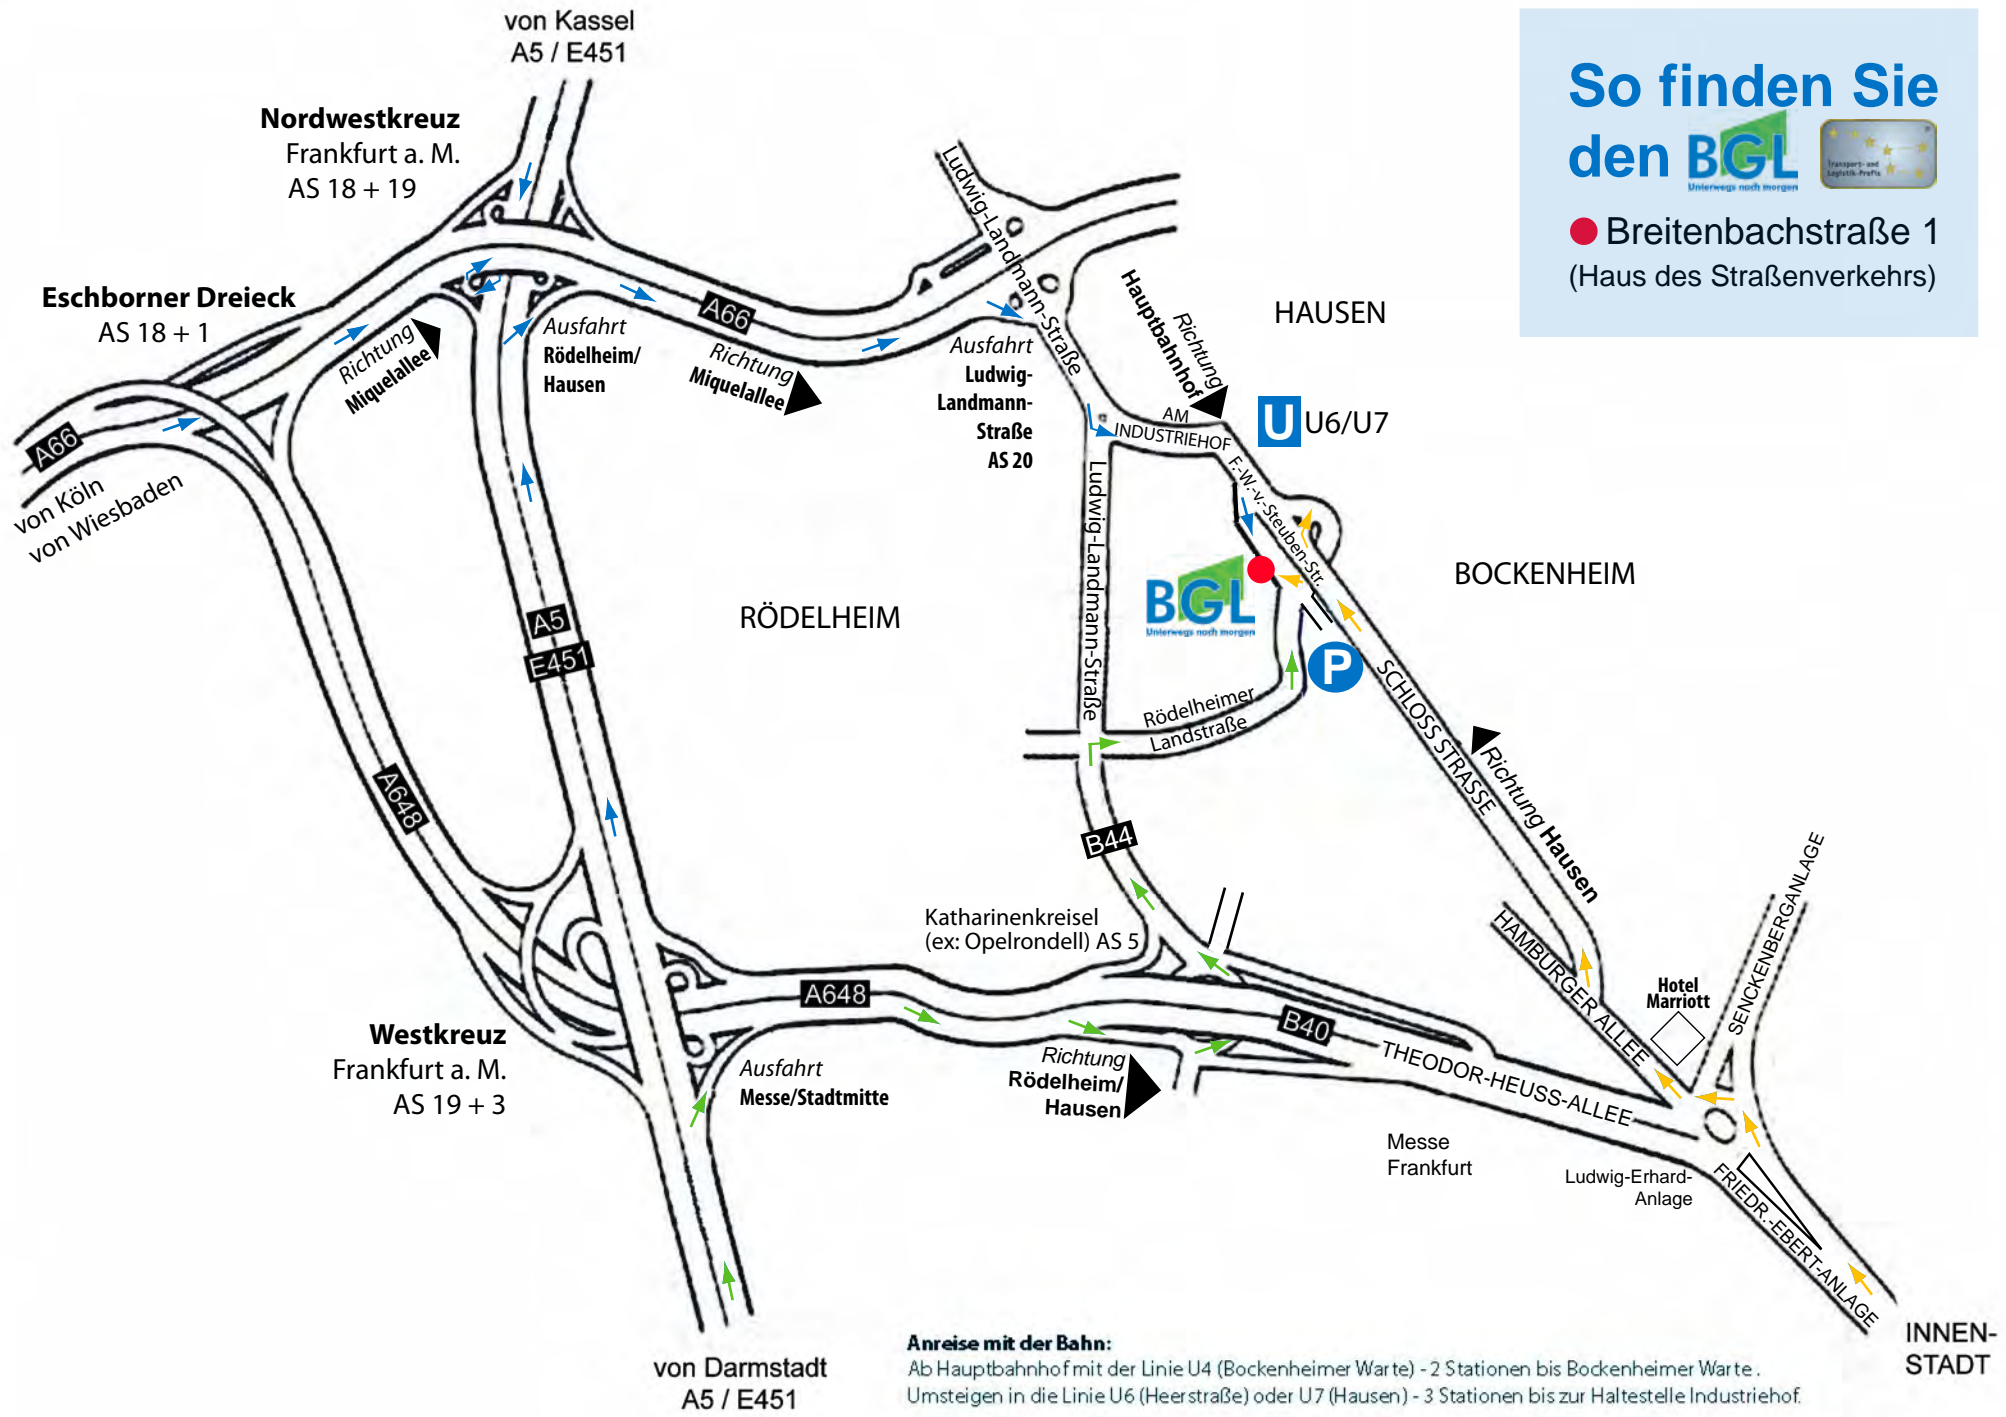 von Kassel
A5 / E451
Nordwestkreuz
Frankfurt a. M.
AS 18 + 19
So finden Sie
den BGL
Unterwegs nach morgen
Transport- und
Logistik-Profis
Breitenbachstraße 1
(Haus des Straßenverkehrs)
Eschborner Dreieck
AS 18 + 1
Richtung
Miquelallee
Ausfahrt
Rödelheim/
Hausen
A66
Richtung
Miquelallee
Ludwig-Landmann-Straße
Ausfahrt
Ludwig-
Landmann-
Straße
AS 20
Richtung
Hauptbahnhof
HAUSEN
U U6/U7
AM
INDUSTRIEHOF
F.-W.-v.-Steuben-Str.
A66
von Köln
von Wiesbaden
Ludwig-Landmann-Straße
BGL
Unterwegs nach morgen
BOCKENHEIM
RÖDELHEIM
A5
E451
P
Rödelheimer
Landstraße
SCHLOSS STRASSE
Richtung Hausen
A648
B44
Katharinenkreisel
(ex: Opelrondell) AS 5
HAMBURGER ALLEE
Hotel
Marriott
SENCKENBERGANLAGE
A648
B40
THEODOR-HEUSS-ALLEE
Westkreuz
Frankfurt a. M.
AS 19 + 3
Ausfahrt
Messe/Stadtmitte
Richtung
Rödelheim/
Hausen
Messe
Frankfurt
Ludwig-Erhard-
Anlage
FRIEDR.-EBERT-ANLAGE
INNEN-
STADT
von Darmstadt
A5 / E451
Anreise mit der Bahn:
Ab Hauptbahnhof mit der Linie U4 (Bockenheimer Warte) - 2 Stationen bis Bockenheimer Warte .
Umsteigen in die Linie U6 (Heerstraße) oder U7 (Hausen) - 3 Stationen bis zur Haltestelle Industriehof.